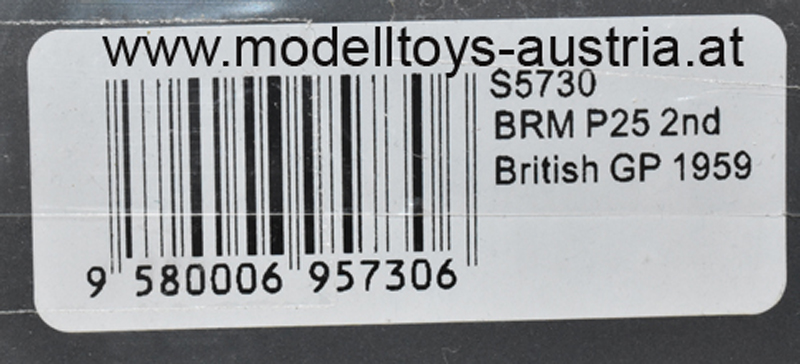 www.modelltoys-austria.at
S5730
BRM P25 2nd
British GP 1959
9 580006 957306